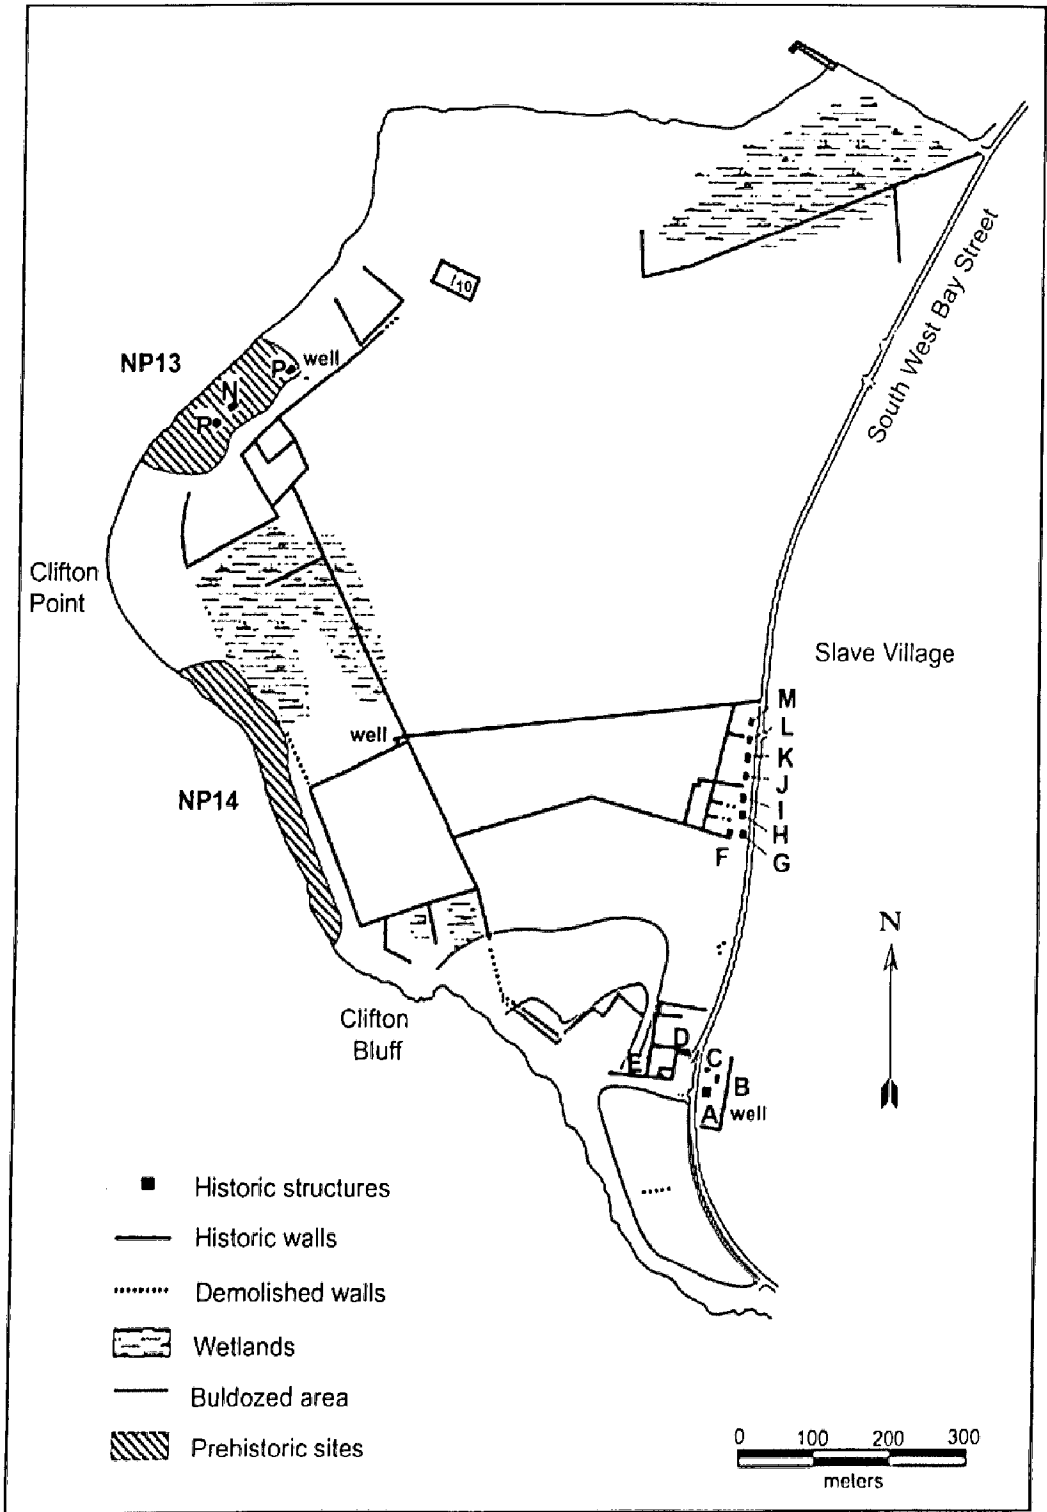 South West Bay Street
NP13
well
P
N
P
Clifton
Point
Slave Village
M
L
K
J
I
H
G
F
well
NP14
N
Clifton
Bluff
D
C
E
B
A well
Historic structures
Historic walls
Demolished walls
Wetlands
Buldozed area
Prehistoric sites
0 100 200 300
meters